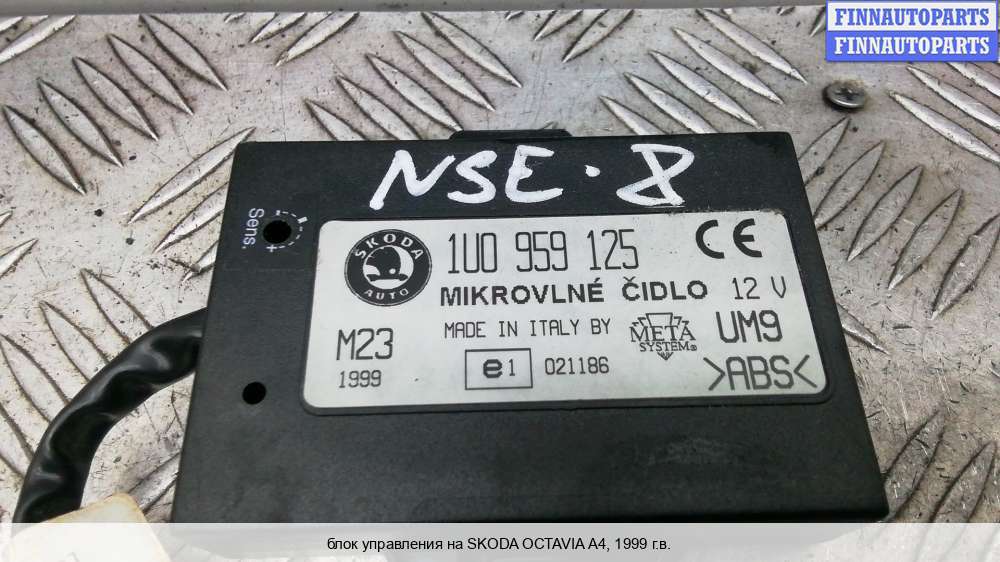 FINNAUTOPARTS
FINNAUTOPARTS
NSE·8
Sens.
- +
SKODA AUTO
1U0 959 125
CE
MIKROVLNÉ ČIDLO 12 V
M23
1999
MADE IN ITALY BY
META SYSTEM®
UM9
e1 021186
>ABS<
блок управления на SKODA OCTAVIA A4, 1999 г.в.